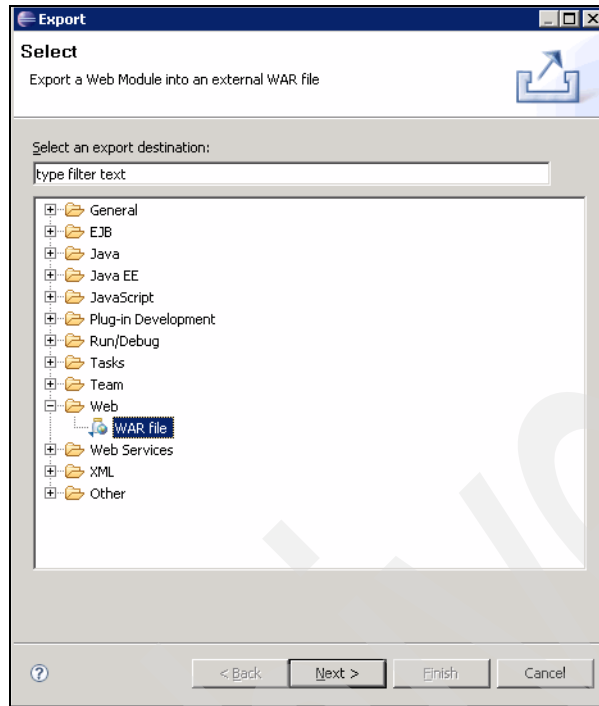 Export
Select
Export a Web Module into an external WAR file
Select an export destination:
type filter text
General
EJB
Java
Java EE
JavaScript
Plug-in Development
Run/Debug
Tasks
Team
Web
WAR file
Web Services
XML
Other
? < Back Next > Finish Cancel